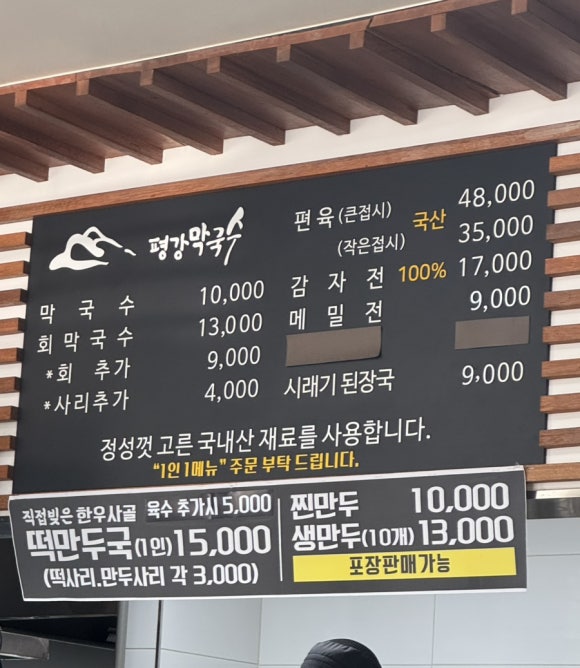 평강막국수
막국수 10,000
회막국수 13,000
*회 추가 9,000
*사리추가 4,000
편육(큰접시) 국산 48,000
(작은접시) 35,000
감자전 100% 17,000
메밀전 9,000
시래기 된장국 9,000
정성껏 고른 국내산 재료를 사용합니다.
"1인 1메뉴" 주문 부탁 드립니다.
직접빚은 한우사골 육수 추가시 5,000
떡만두국(1인) 15,000
(떡사리.만두사리 각 3,000)
찐만두 10,000
생만두(10개) 13,000
포장판매가능